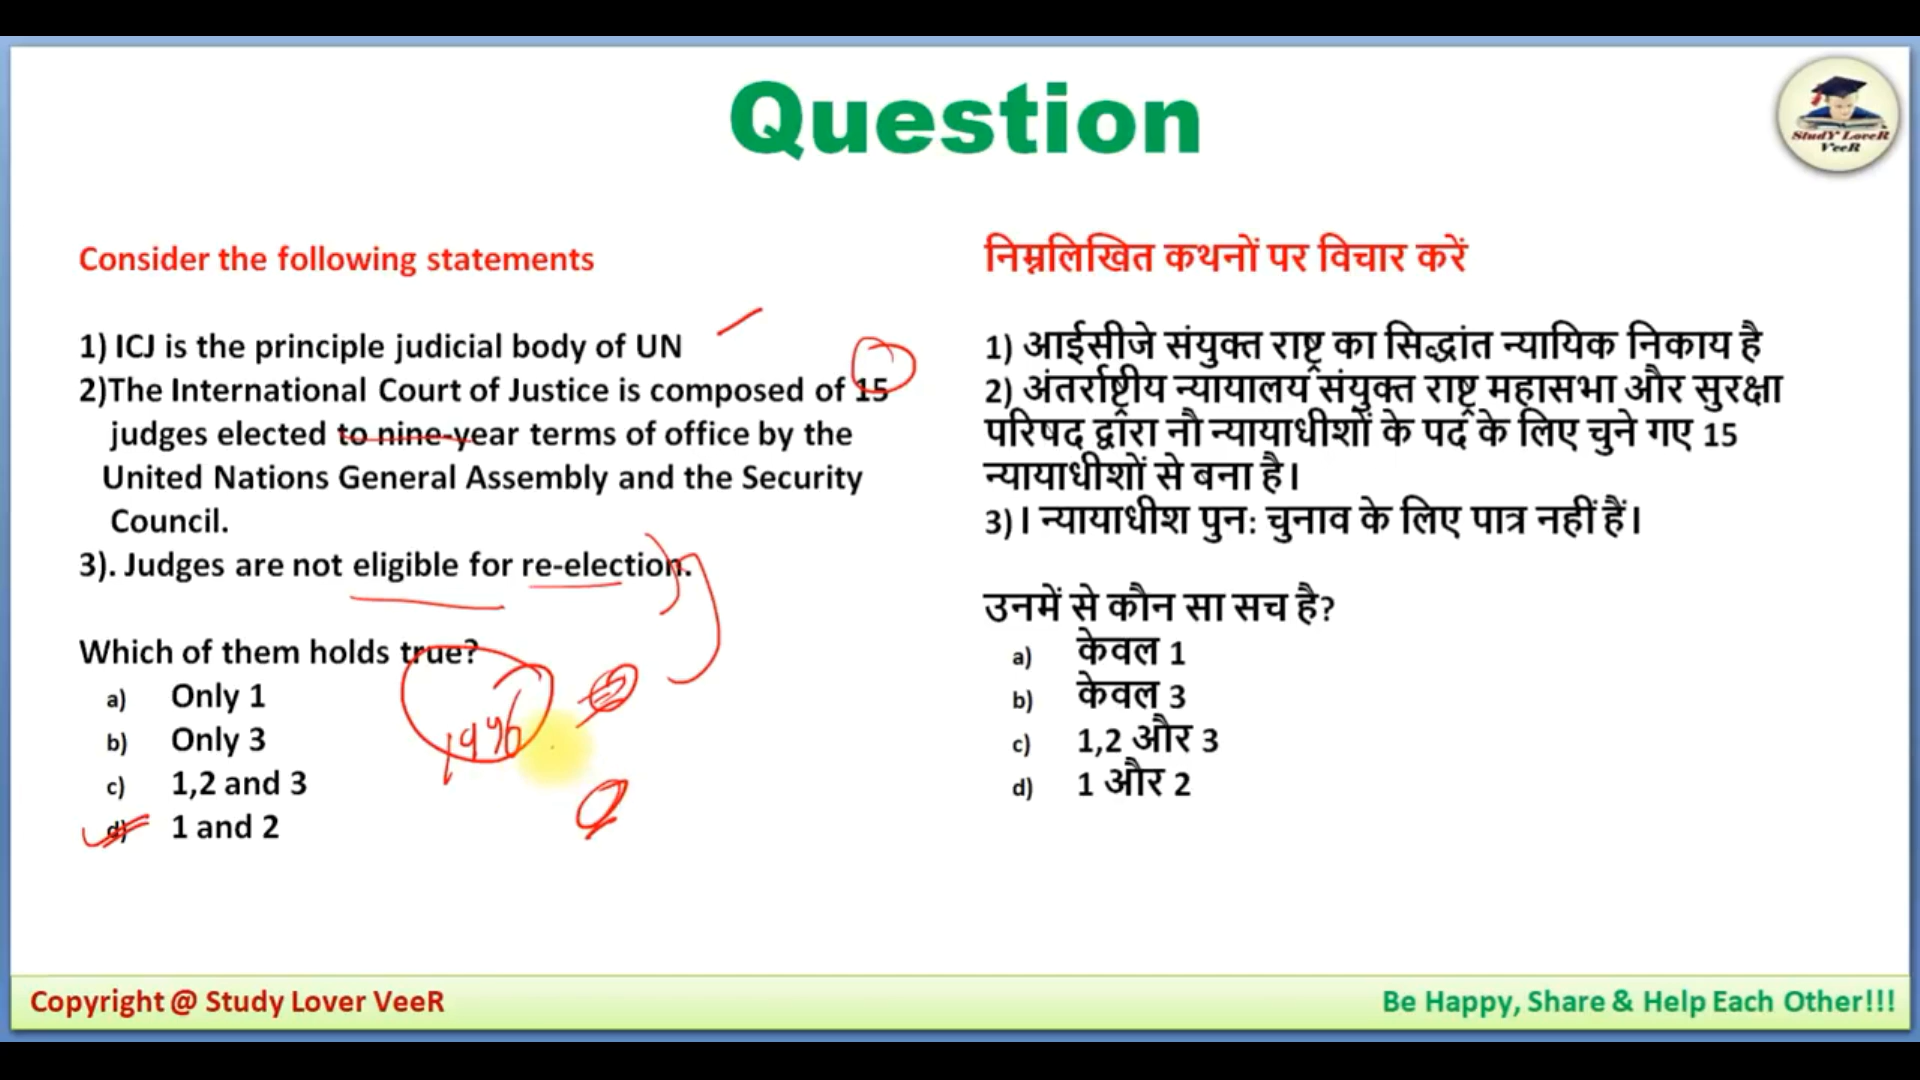 Question
StudY LoveR
VeeR
Consider the following statements
1) ICJ is the principle judicial body of UN
2)The International Court of Justice is composed of 15
judges elected to nine-year terms of office by the
United Nations General Assembly and the Security
Council.
3). Judges are not eligible for re-election.
Which of them holds true?
a) Only 1
b) Only 3
c) 1,2 and 3
d) 1 and 2
निम्नलिखित कथनों पर विचार करें
1) आईसीजे संयुक्त राष्ट्र का सिद्धांत न्यायिक निकाय है
2) अंतर्राष्ट्रीय न्यायालय संयुक्त राष्ट्र महासभा और सुरक्षा
परिषद द्वारा नौ न्यायाधीशों के पद के लिए चुने गए 15
न्यायाधीशों से बना है।
3)। न्यायाधीश पुन: चुनाव के लिए पात्र नहीं हैं।
उनमें से कौन सा सच है?
a) केवल 1
b) केवल 3
c) 1,2 और 3
d) 1 और 2
Copyright @ Study Lover VeeR
Be Happy, Share & Help Each Other!!!